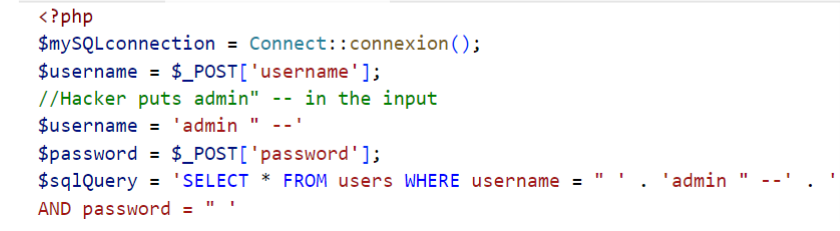 <?php
$mySQLconnection = Connect::connexion();
$username = $_POST['username'];
//Hacker puts admin" -- in the input
$username = 'admin " --'
$password = $_POST['password'];
$sqlQuery = 'SELECT * FROM users WHERE username = " ' . 'admin " --' . '
AND password = " '